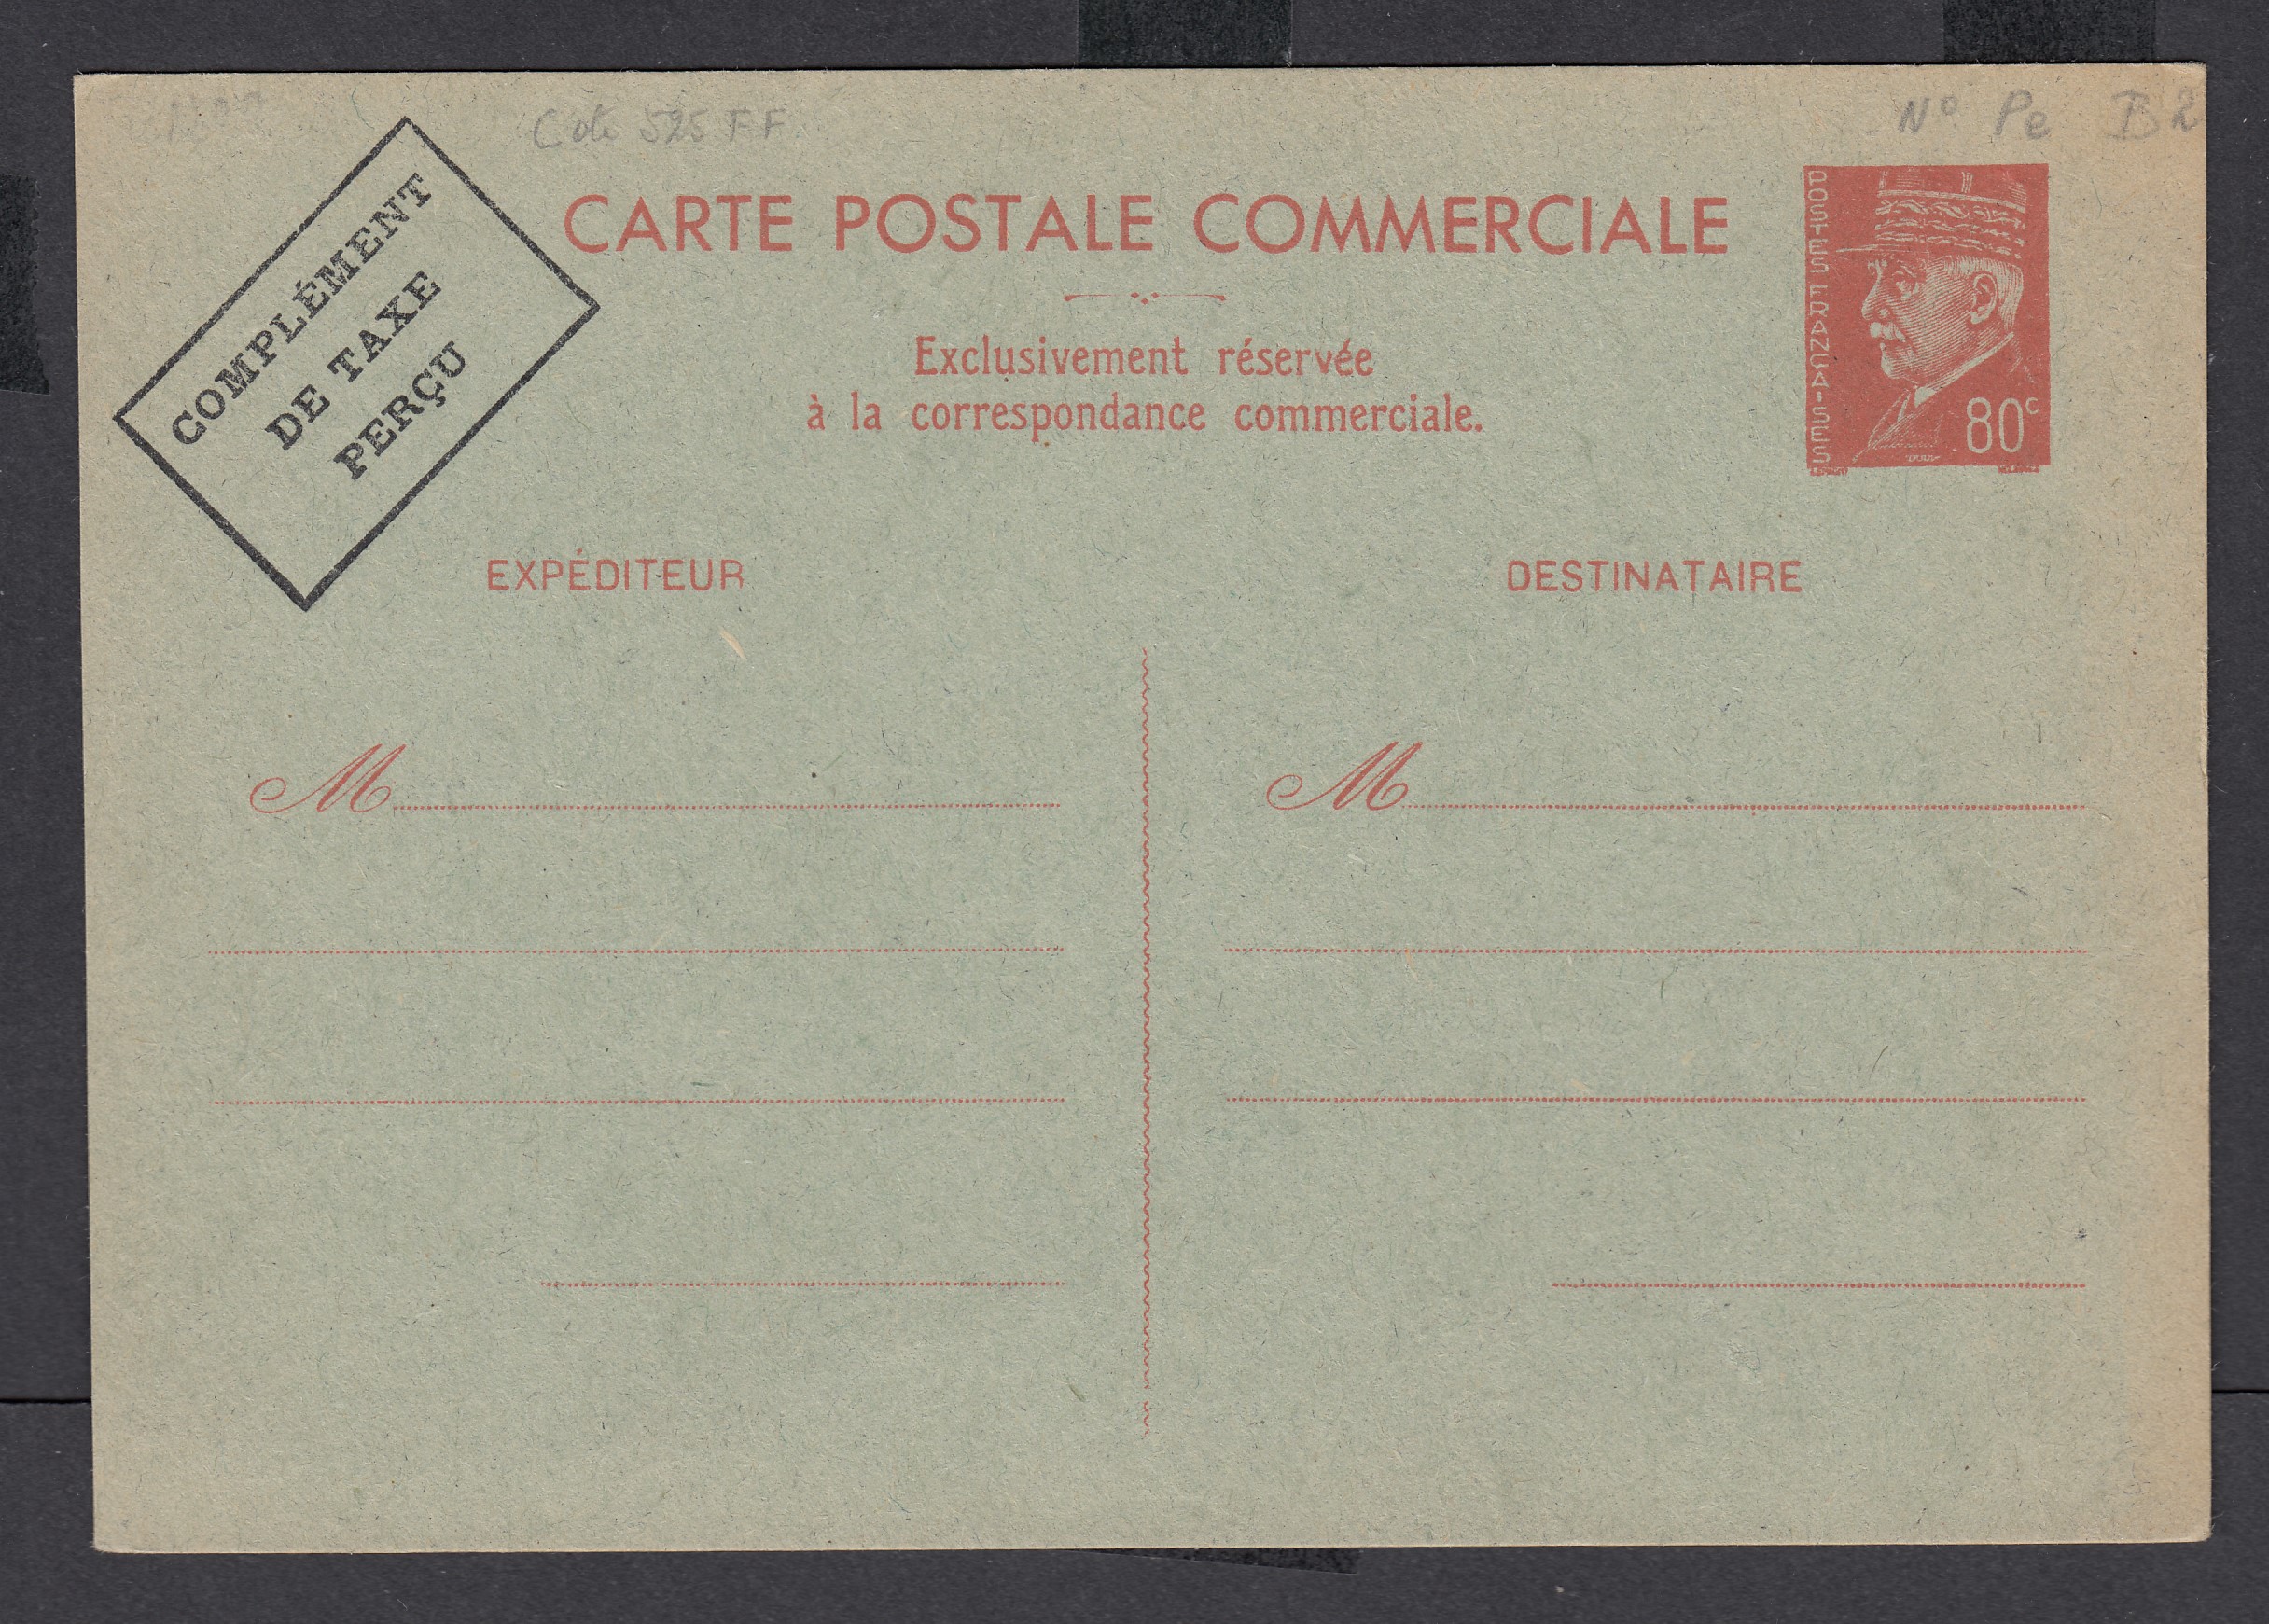 Cote 525 FF
N° Pe B2
COMPLÉMENT
DE TAXE
PERÇU
CARTE POSTALE COMMERCIALE
Exclusivement réservée
à la correspondance commerciale.
POSTES FRANÇAISES
80c
EXPÉDITEUR
DESTINATAIRE
M
M